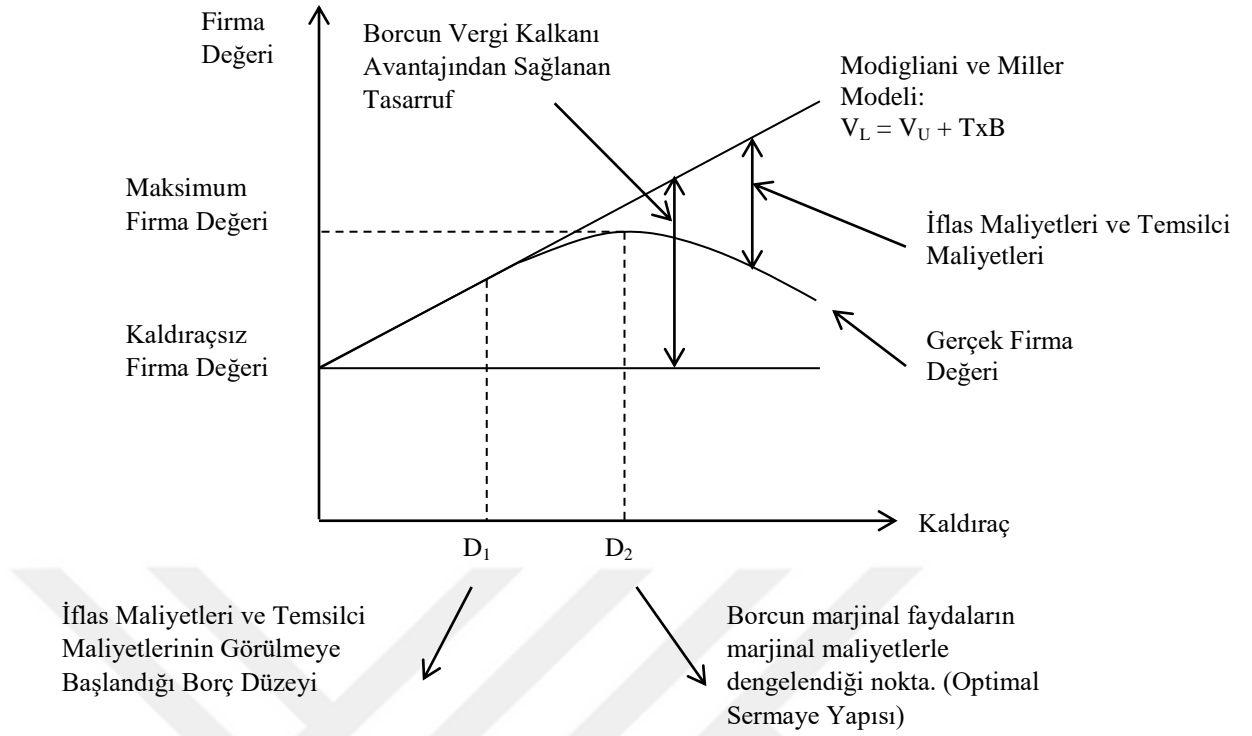 Firma
Değeri
Borcun Vergi Kalkanı
Avantajından Sağlanan
Tasarruf
Modigliani ve Miller
Modeli:
V_L = V_U + TxB
Maksimum
Firma Değeri
İflas Maliyetleri ve Temsilci
Maliyetleri
Kaldıraçsız
Firma Değeri
Gerçek Firma
Değeri
Kaldıraç
D₁
D₂
İflas Maliyetleri ve Temsilci
Maliyetlerinin Görülmeye
Başlandığı Borç Düzeyi
Borcun marjinal faydaların
marjinal maliyetlerle
dengelendiği nokta. (Optimal
Sermaye Yapısı)